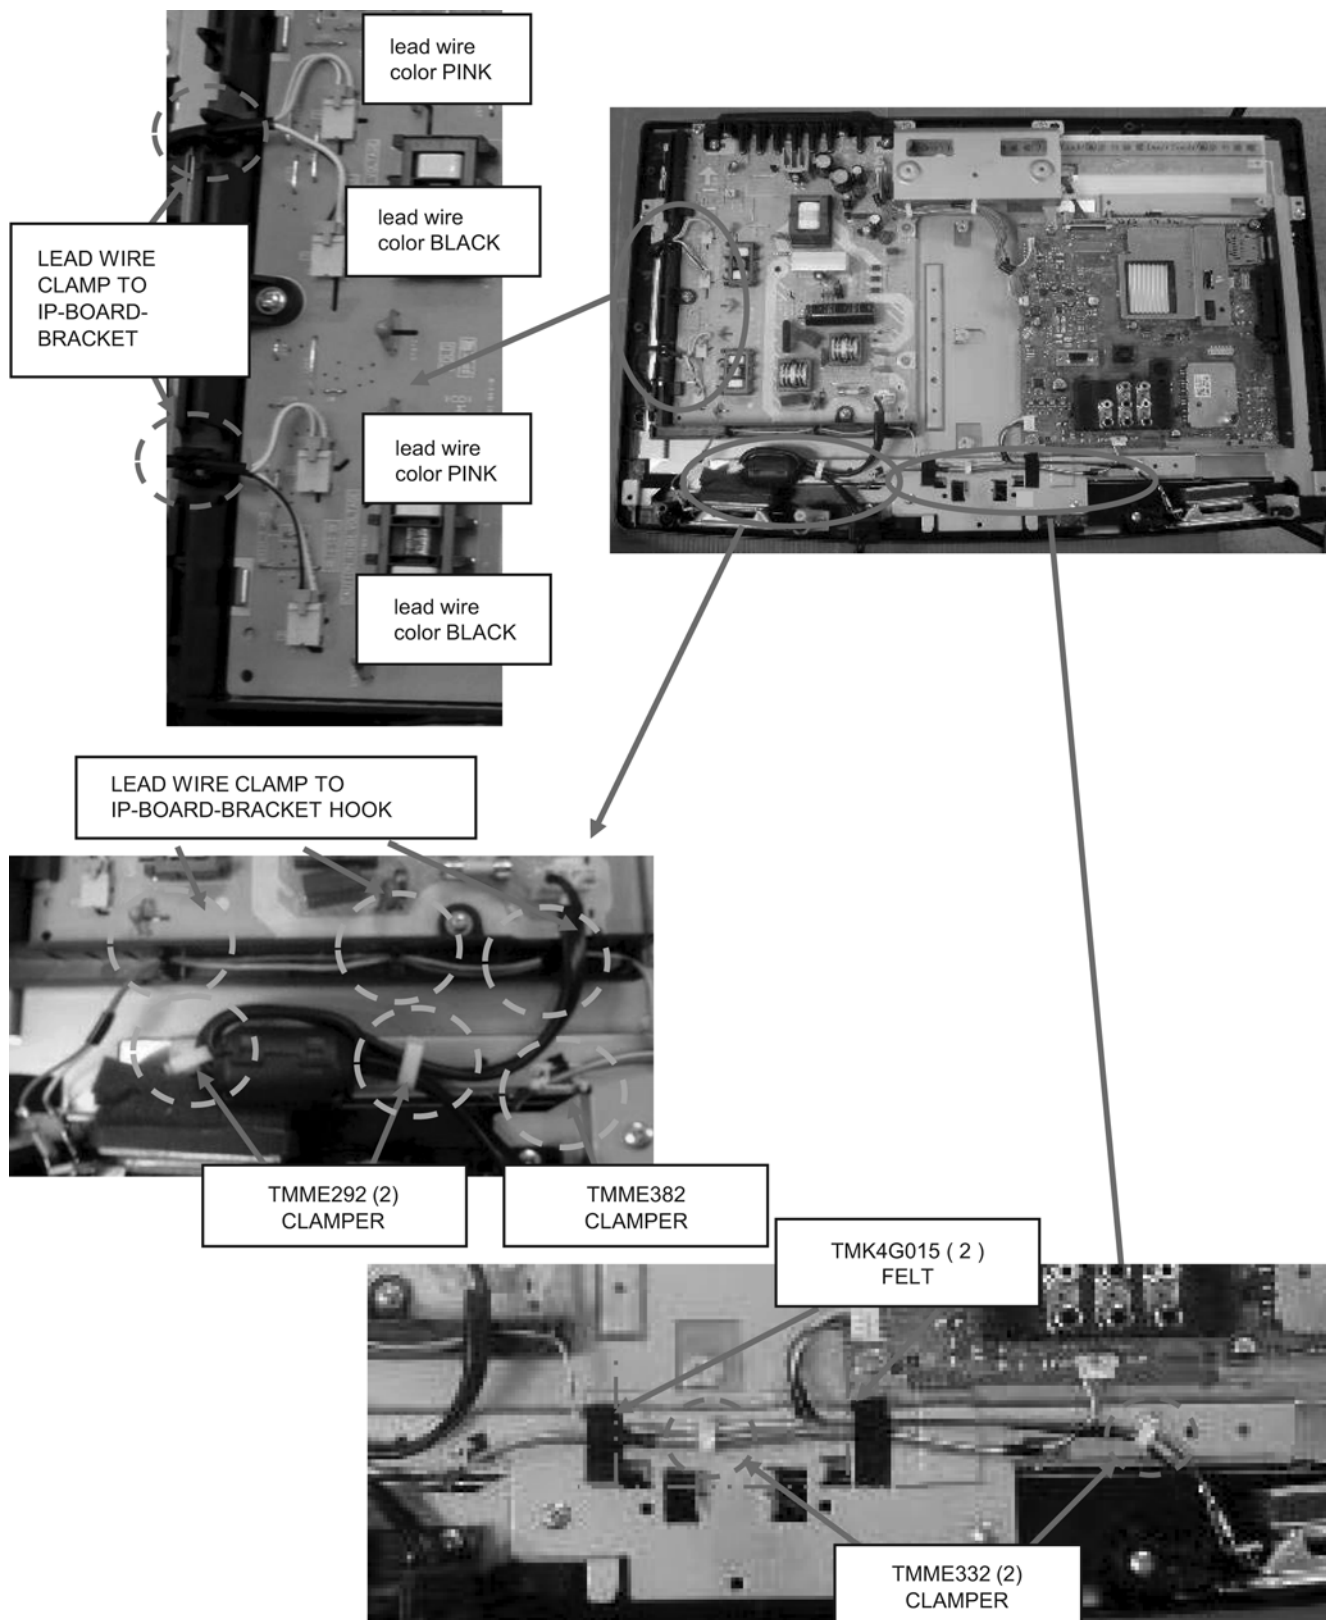 lead wire
color PINK
lead wire
color BLACK
LEAD WIRE
CLAMP TO
IP-BOARD-
BRACKET
lead wire
color PINK
lead wire
color BLACK
LEAD WIRE CLAMP TO
IP-BOARD-BRACKET HOOK
TMME292 (2)
CLAMPER
TMME382
CLAMPER
TMK4G015 ( 2 )
FELT
TMME332 (2)
CLAMPER